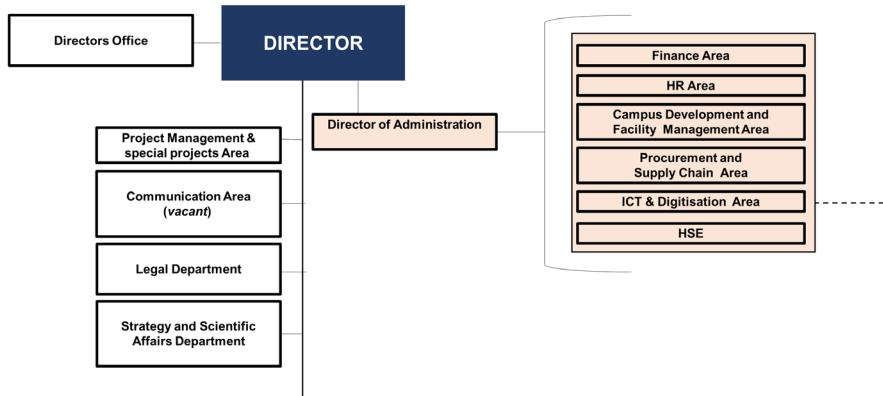 Directors Office
DIRECTOR
Director of Administration
Project Management &
special projects Area
Communication Area
(vacant)
Legal Department
Strategy and Scientific
Affairs Department
Finance Area
HR Area
Campus Development and
Facility Management Area
Procurement and
Supply Chain Area
ICT & Digitisation Area
HSE